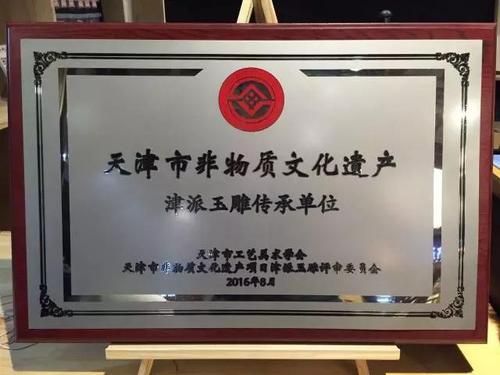 天津市非物质文化遗产
津派玉雕传承单位
天津市工艺美术学会
天津市非物质文化遗产项目津派玉雕评审委员会
2016年8月